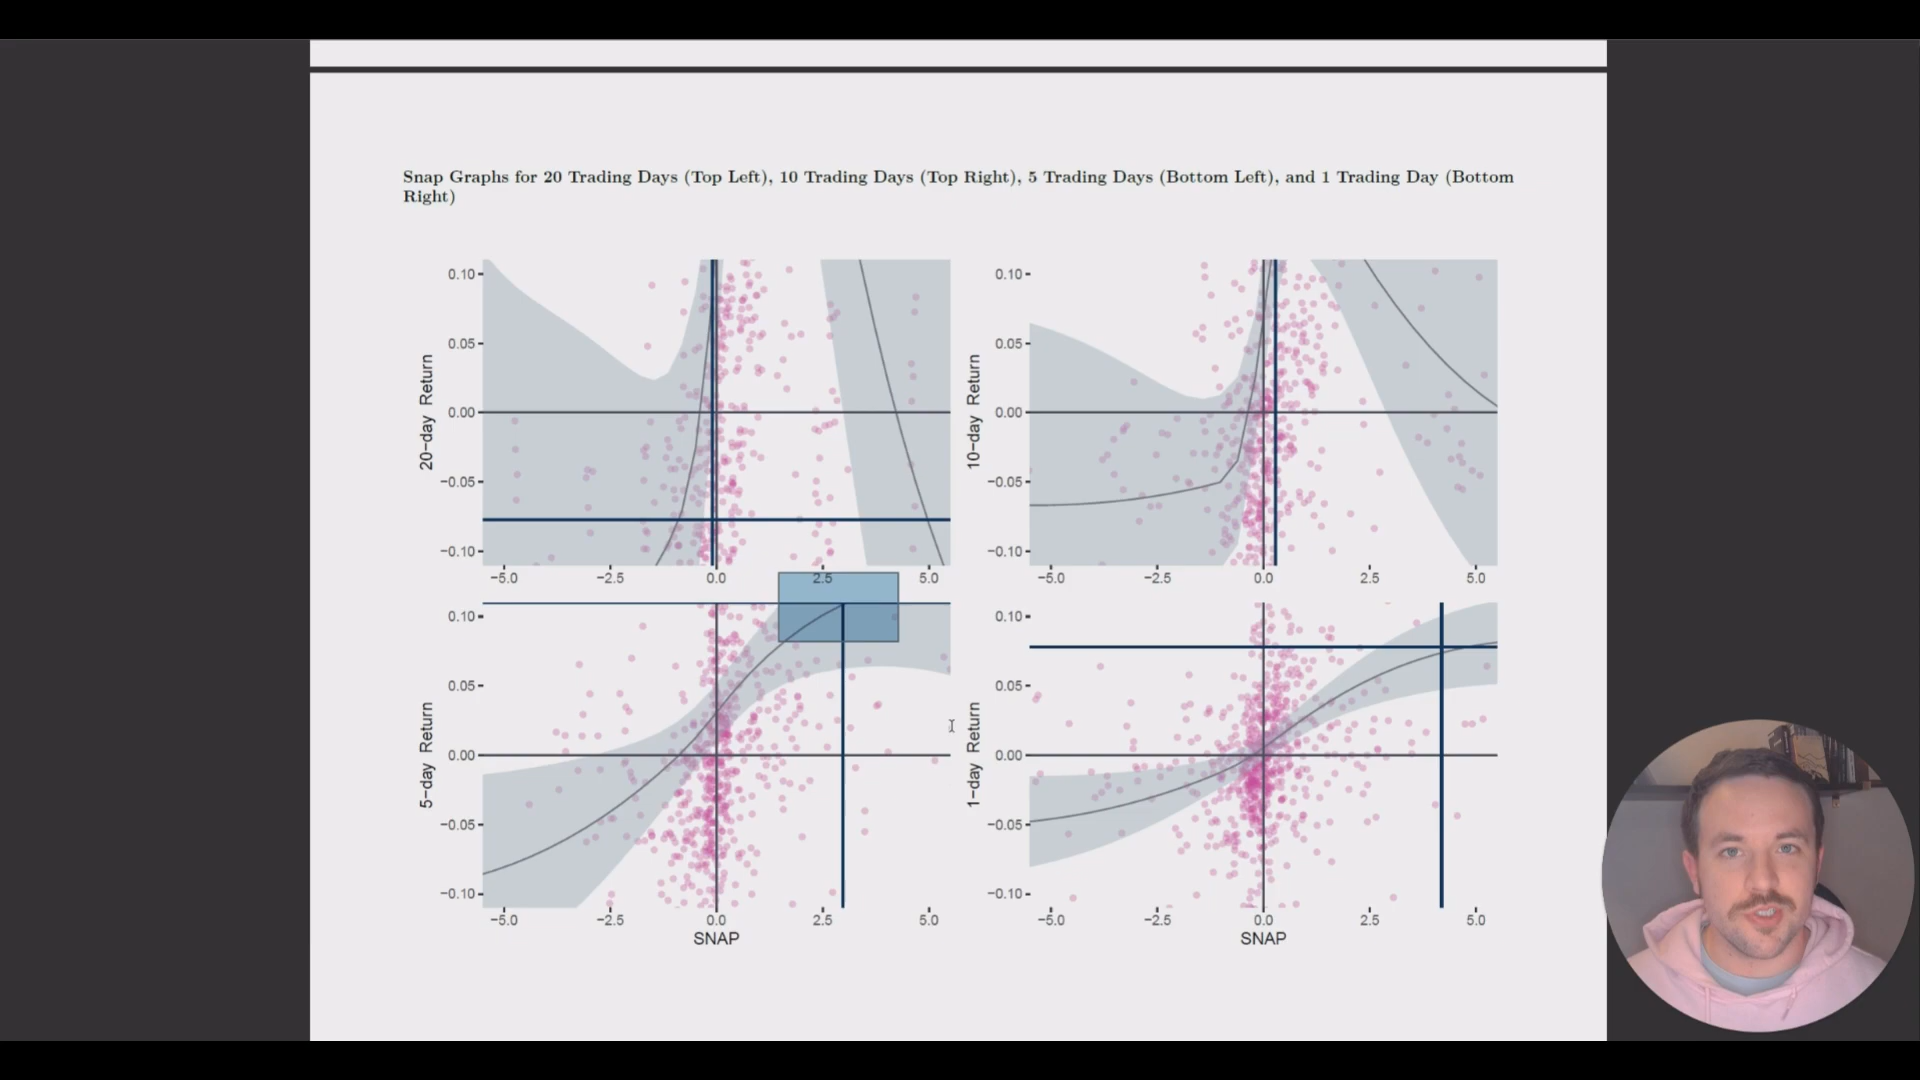 Snap Graphs for 20 Trading Days (Top Left), 10 Trading Days (Top Right), 5 Trading Days (Bottom Left), and 1 Trading Day (Bottom
Right)
20−day Return
0.10
0.05
0.00
−0.05
−0.10
−5.0 −2.5 0.0 2.5 5.0
10−day Return
0.10
0.05
0.00
−0.05
−0.10
−5.0 −2.5 0.0 2.5 5.0
5−day Return
0.10
0.05
0.00
−0.05
−0.10
−5.0 −2.5 0.0 2.5 5.0
SNAP
1−day Return
0.10
0.05
0.00
−0.05
−0.10
−5.0 −2.5 0.0 2.5 5.0
SNAP